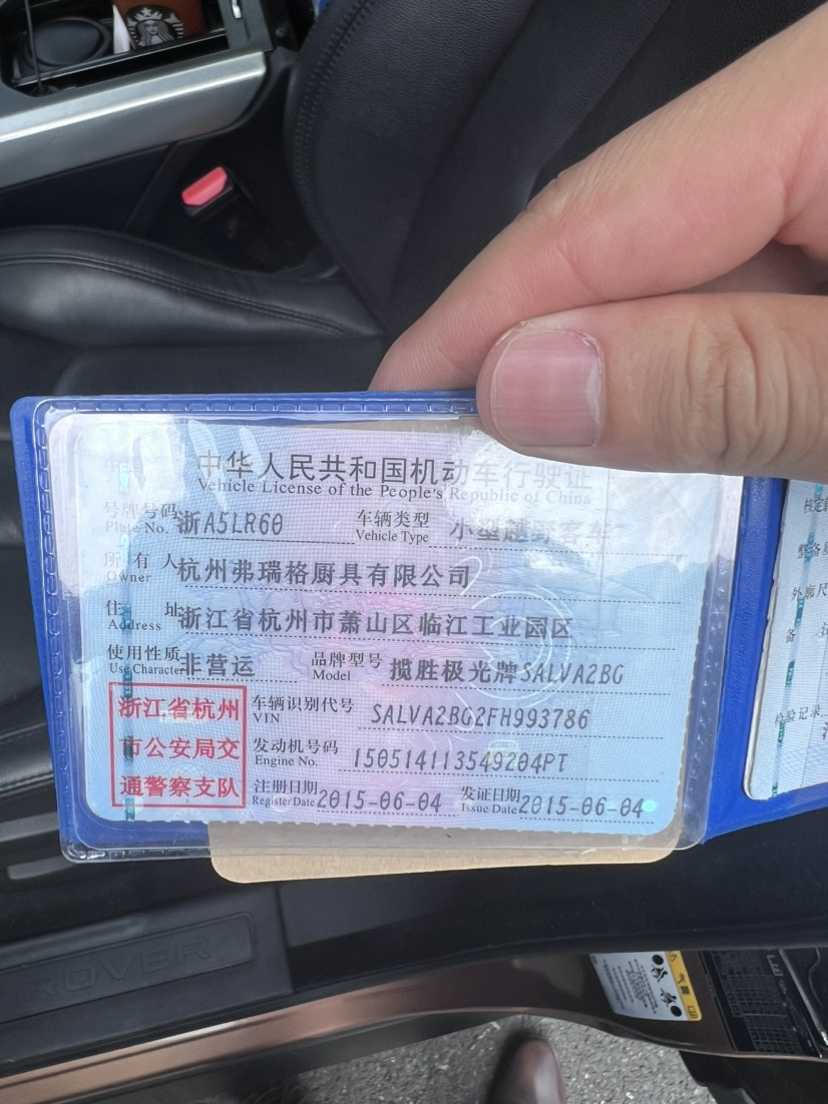 中华人民共和国机动车行驶证
Vehicle License of the People's Republic of China
号牌号码 浙A5LR60 车辆类型 小型越野客车
Plate No. Vehicle Type
所有人 杭州弗瑞格厨具有限公司
Owner
住址 浙江省杭州市萧山区临江工业园区
Address
使用性质 非营运 品牌型号 揽胜极光牌SALVA2BG
Use Character Model
浙江省杭州
市公安局交
通警察支队
车辆识别代号 SALVA2BG2FH993786
VIN
发动机号码 150514113549204PT
Engine No.
注册日期 2015-06-04 发证日期 2015-06-04
Register Date Issue Date
外廓尺
检验记录
ROVER